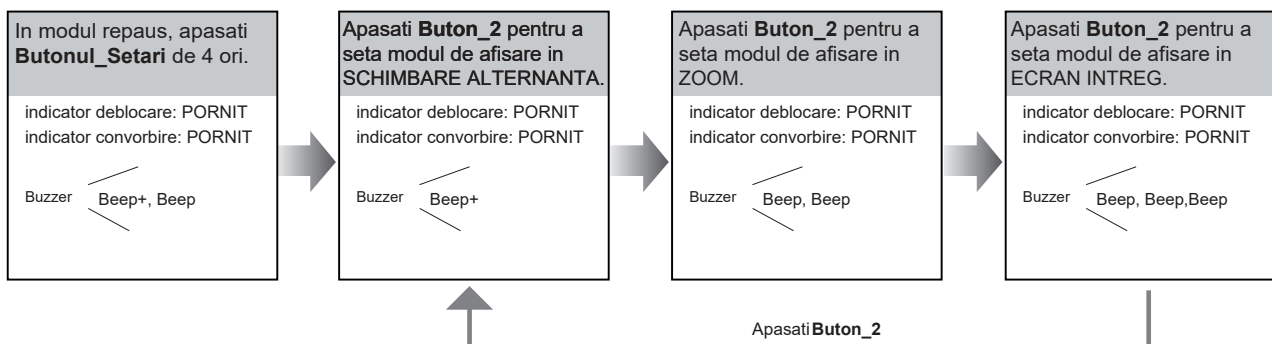 In modul repaus, apasati
Butonul_Setari de 4 ori.
indicator deblocare: PORNIT
indicator convorbire: PORNIT
Buzzer
Beep+, Beep
Apasati Buton_2 pentru a
seta modul de afisare in
SCHIMBARE ALTERNANTA.
indicator deblocare: PORNIT
indicator convorbire: PORNIT
Buzzer
Beep+
Apasati Buton_2 pentru a
seta modul de afisare in
ZOOM.
indicator deblocare: PORNIT
indicator convorbire: PORNIT
Buzzer
Beep, Beep
Apasati Buton_2 pentru a
seta modul de afisare in
ECRAN INTREG.
indicator deblocare: PORNIT
indicator convorbire: PORNIT
Buzzer
Beep, Beep,Beep
Apasati Buton_2